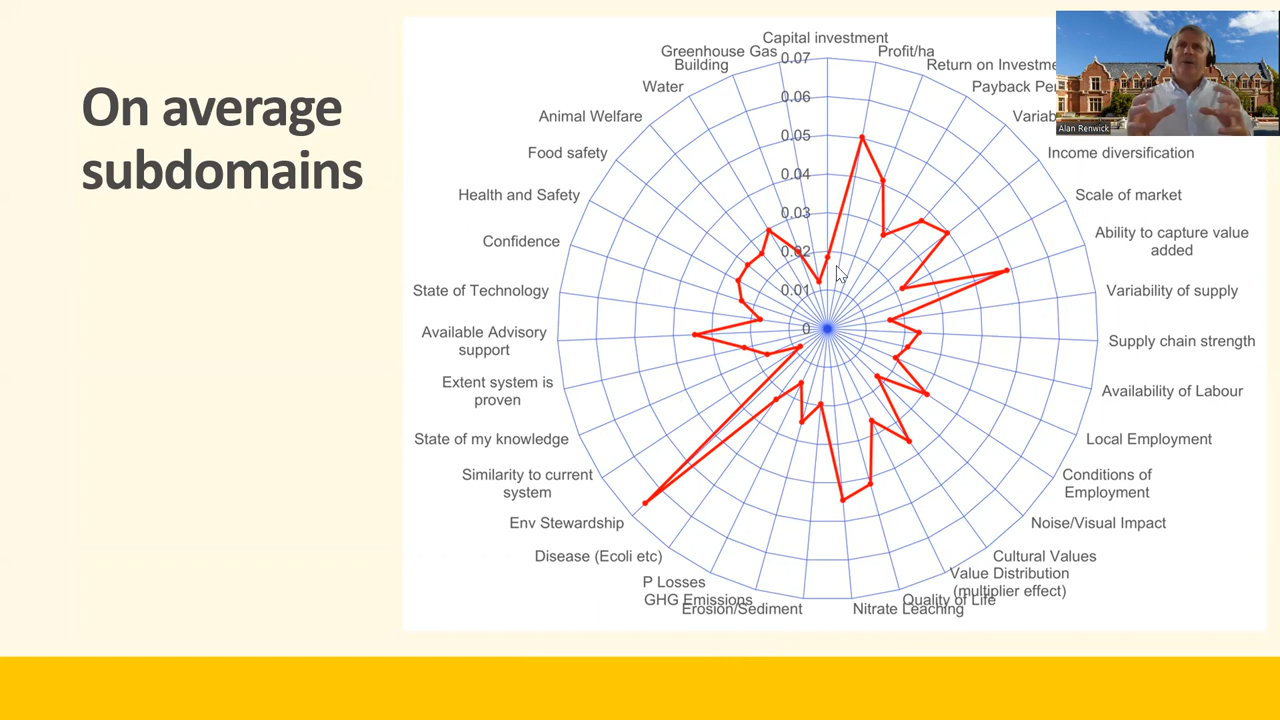 On average
subdomains
Capital investment
Profit/ha
Return on Investme
Payback Pe
Variab
Income diversification
Scale of market
Ability to capture value
added
Variability of supply
Supply chain strength
Availability of Labour
Local Employment
Conditions of
Employment
Noise/Visual Impact
Cultural Values
Value Distribution
(multiplier effect)
Quality of Life
Nitrate Leaching
Erosion/Sediment
GHG Emissions
P Losses
Disease (Ecoli etc)
Env Stewardship
Similarity to current
system
State of my knowledge
Extent system is
proven
Available Advisory
support
State of Technology
Confidence
Health and Safety
Food safety
Animal Welfare
Water
Greenhouse Gas
Building
0.07
0.06
0.05
0.04
0.03
0.02
0.01
0
Alan Renwick